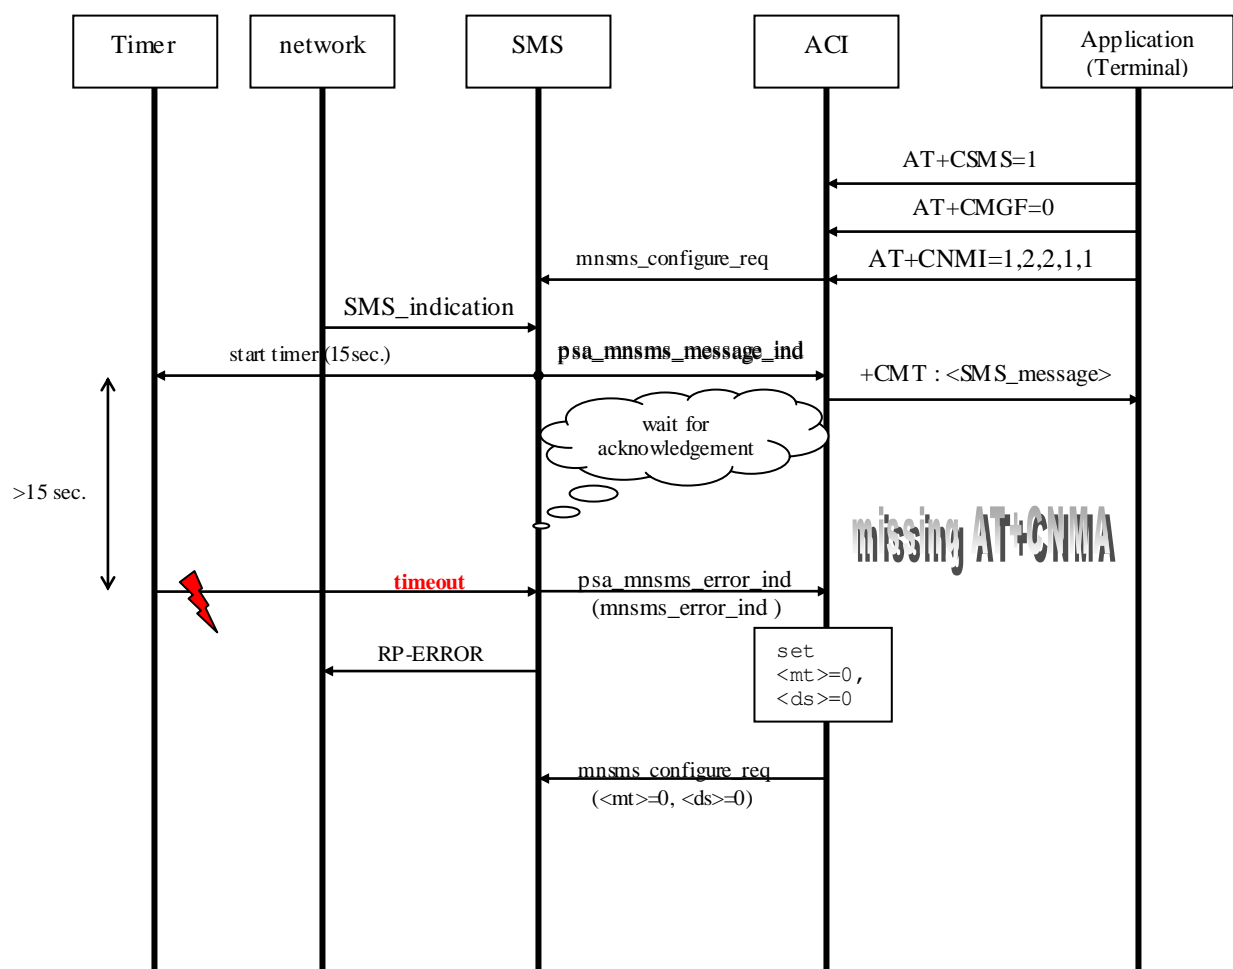 Timer
network
SMS
ACI
Application
(Terminal)
AT+CSMS=1
AT+CMGF=0
mnsms_configure_req
AT+CNMI=1,2,2,1,1
SMS_indication
start timer (15sec.)
psa_mnsms_message_ind
+CMT : <SMS_message>
wait for
acknowledgement
>15 sec.
missing AT+CNMA
timeout
psa_mnsms_error_ind
(mnsms_error_ind )
RP-ERROR
set
<mt>=0,
<ds>=0
mnsms_configure_req
(<mt>=0, <ds>=0)